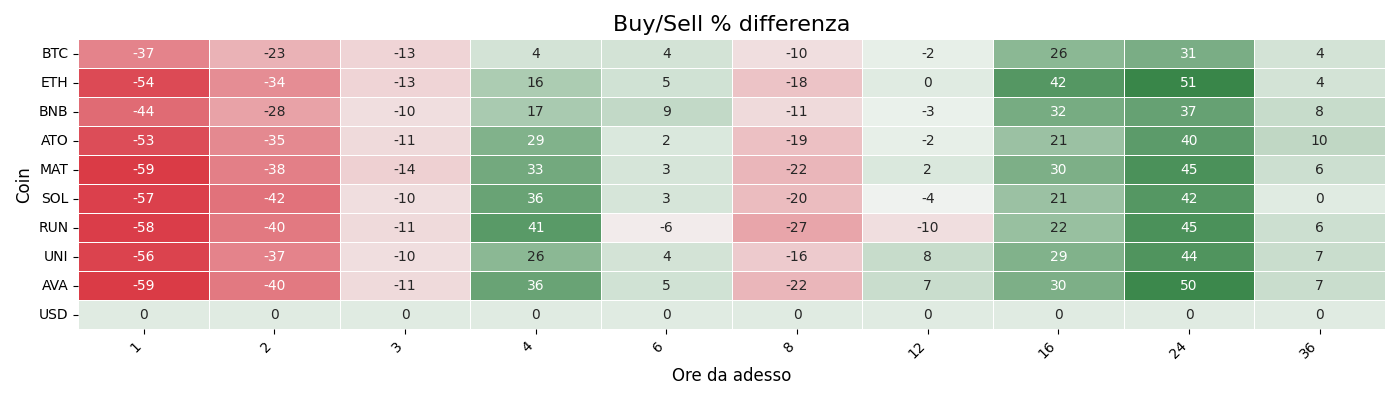 Buy/Sell % differenza
Coin
BTC -37 -23 -13 4 4 -10 -2 26 31 4
ETH -54 -34 -13 16 5 -18 0 42 51 4
BNB -44 -28 -10 17 9 -11 -3 32 37 8
ATO -53 -35 -11 29 2 -19 -2 21 40 10
MAT -59 -38 -14 33 3 -22 2 30 45 6
SOL -57 -42 -10 36 3 -20 -4 21 42 0
RUN -58 -40 -11 41 -6 -27 -10 22 45 6
UNI -56 -37 -10 26 4 -16 8 29 44 7
AVA -59 -40 -11 36 5 -22 7 30 50 7
USD 0 0 0 0 0 0 0 0 0 0
1 2 3 4 6 8 12 16 24 36
Ore da adesso